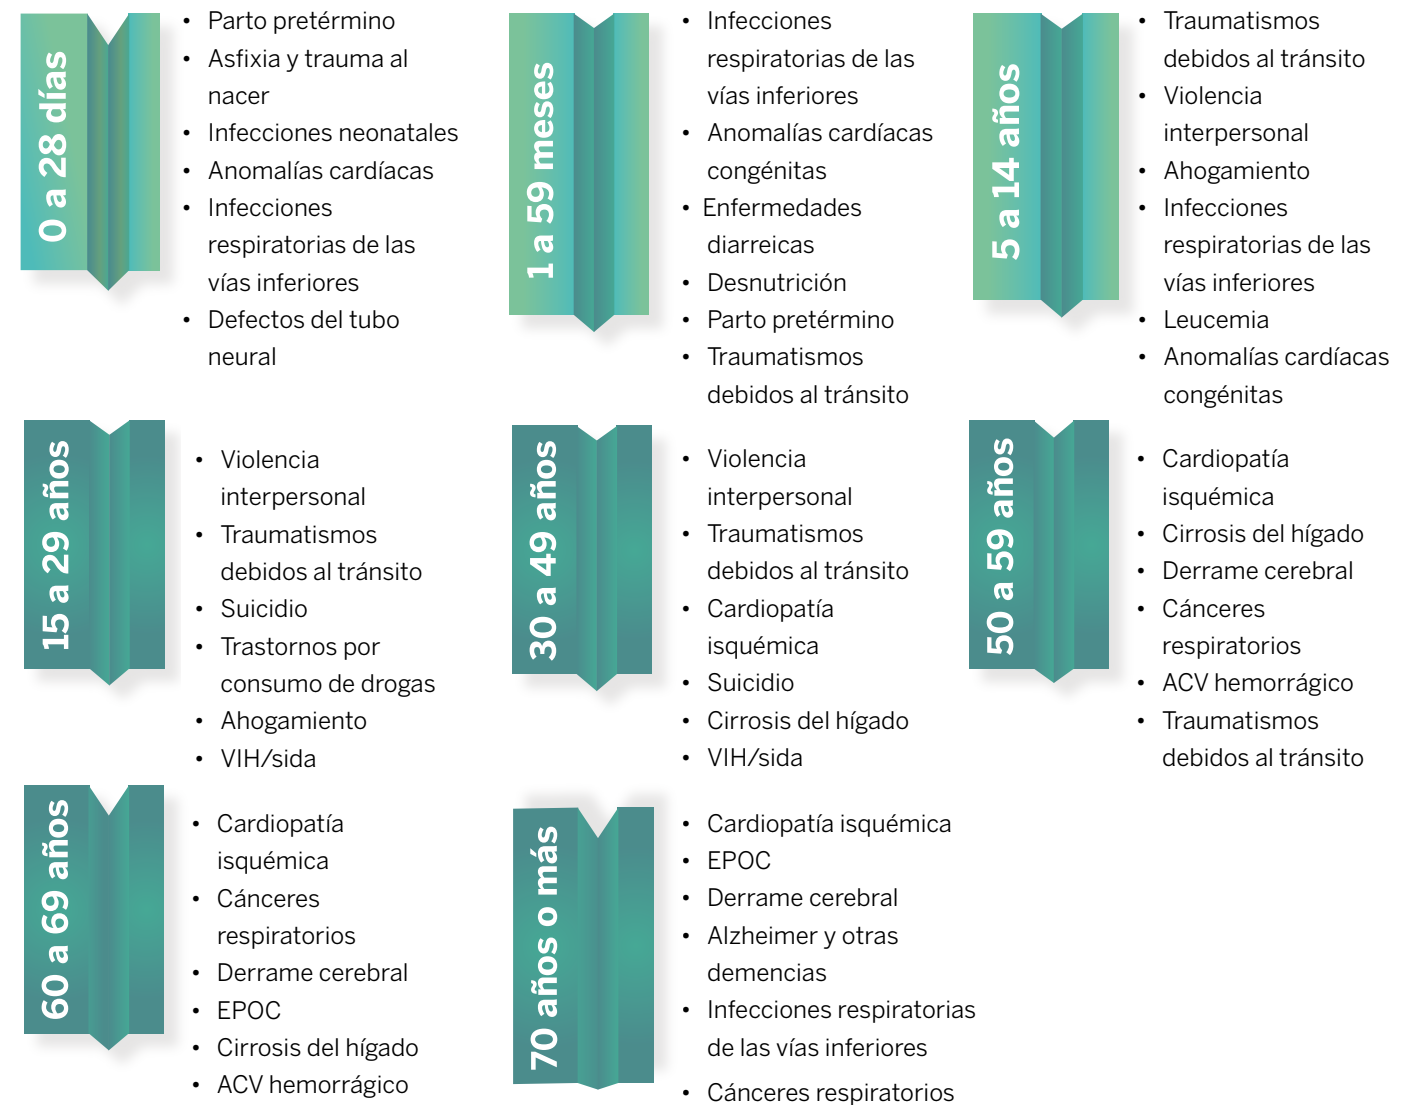 0 a 28 días
• Parto pretérmino
• Asfixia y trauma al
nacer
• Infecciones neonatales
• Anomalías cardíacas
• Infecciones
respiratorias de las
vías inferiores
• Defectos del tubo
neural
1 a 59 meses
• Infecciones
respiratorias de las
vías inferiores
• Anomalías cardíacas
congénitas
• Enfermedades
diarreicas
• Desnutrición
• Parto pretérmino
• Traumatismos
debidos al tránsito
5 a 14 años
• Traumatismos
debidos al tránsito
• Violencia
interpersonal
• Ahogamiento
• Infecciones
respiratorias de las
vías inferiores
• Leucemia
• Anomalías cardíacas
congénitas
15 a 29 años
• Violencia
interpersonal
• Traumatismos
debidos al tránsito
• Suicidio
• Trastornos por
consumo de drogas
• Ahogamiento
• VIH/sida
30 a 49 años
• Violencia
interpersonal
• Traumatismos
debidos al tránsito
• Cardiopatía
isquémica
• Suicidio
• Cirrosis del hígado
• VIH/sida
50 a 59 años
• Cardiopatía
isquémica
• Cirrosis del hígado
• Derrame cerebral
• Cánceres
respiratorios
• ACV hemorrágico
• Traumatismos
debidos al tránsito
60 a 69 años
• Cardiopatía
isquémica
• Cánceres
respiratorios
• Derrame cerebral
• EPOC
• Cirrosis del hígado
• ACV hemorrágico
70 años o más
• Cardiopatía isquémica
• EPOC
• Derrame cerebral
• Alzheimer y otras
demencias
• Infecciones respiratorias
de las vías inferiores
• Cánceres respiratorios